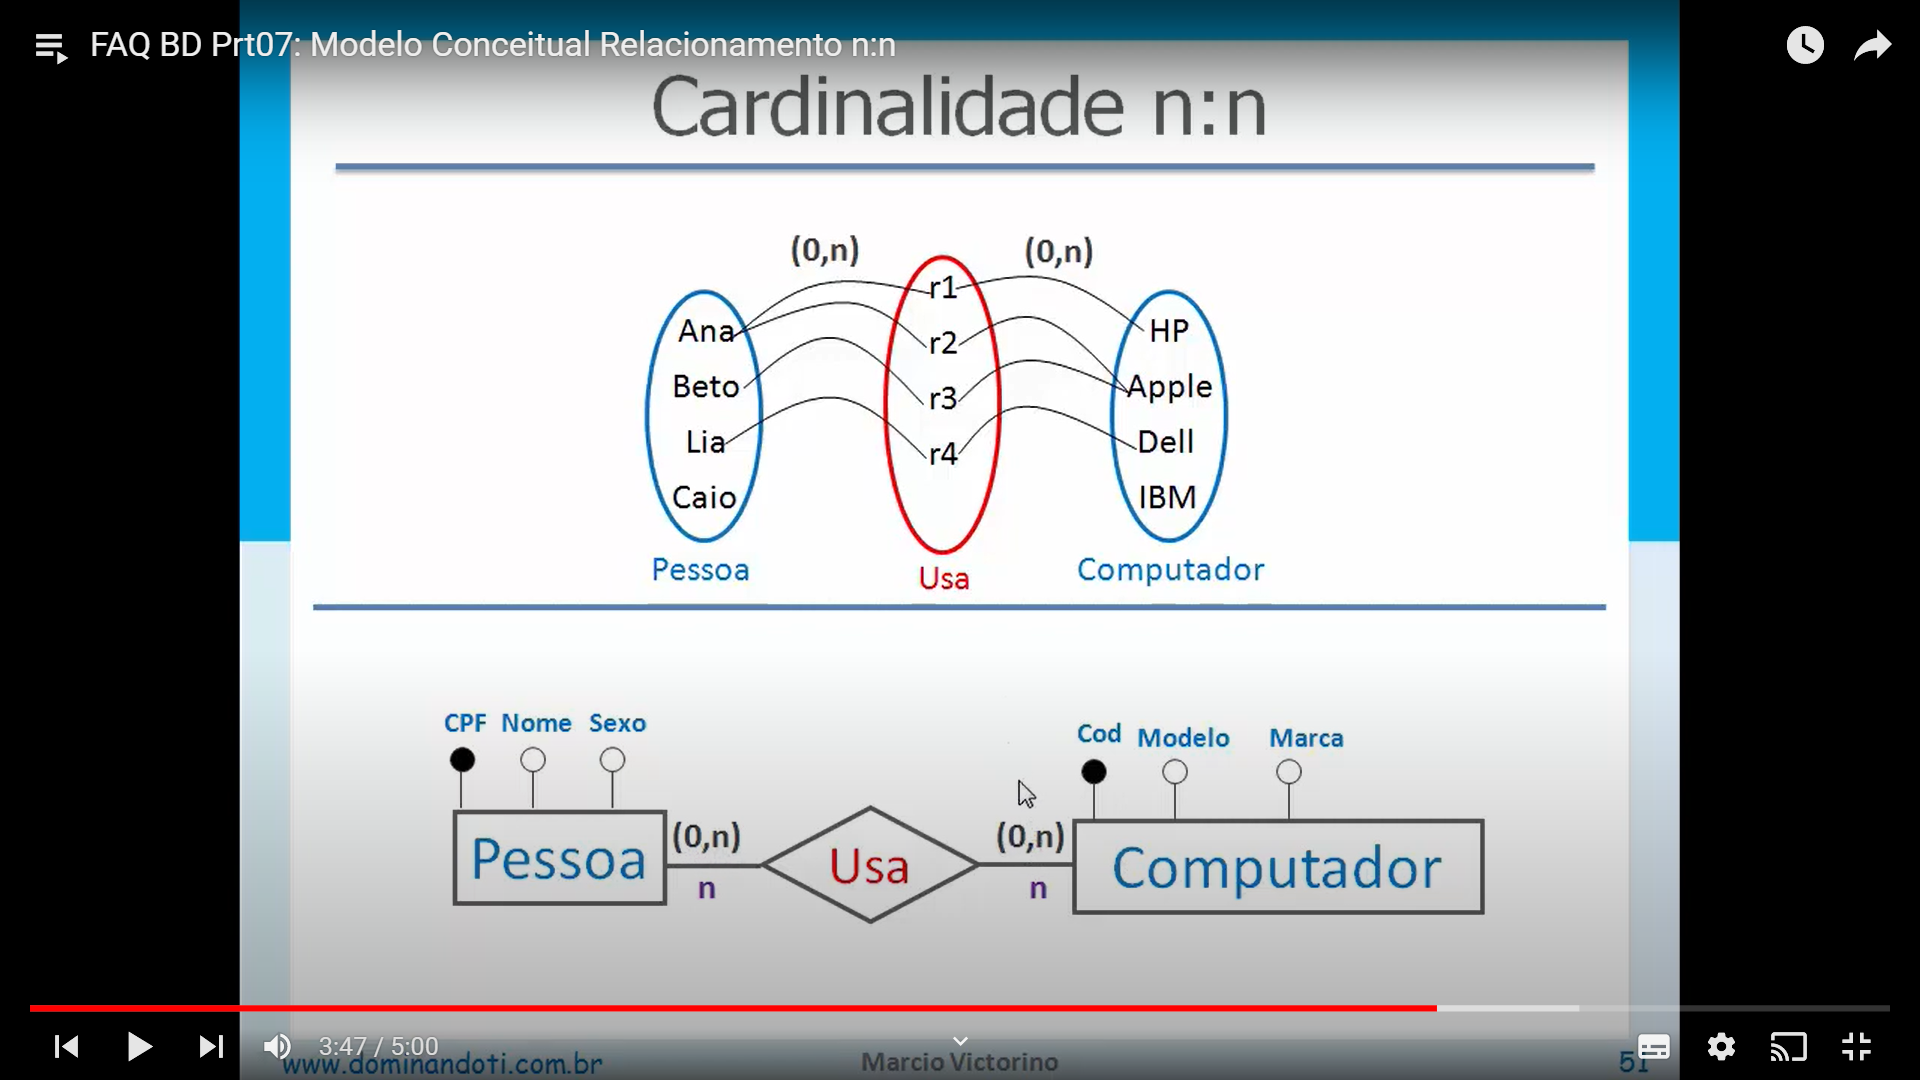 FAQ BD Prt07: Modelo Conceitual Relacionamento n:n
Cardinalidade n:n
(0,n) (0,n)
r1
Ana r2 HP
Beto r3 Apple
Lia r4 Dell
Caio IBM
Pessoa Usa Computador
CPF Nome Sexo Cod Modelo Marca
(0,n) (0,n)
Pessoa Usa Computador
n n
3:47 / 5:00
www.dominandoti.com.br Marcio Victorino 51